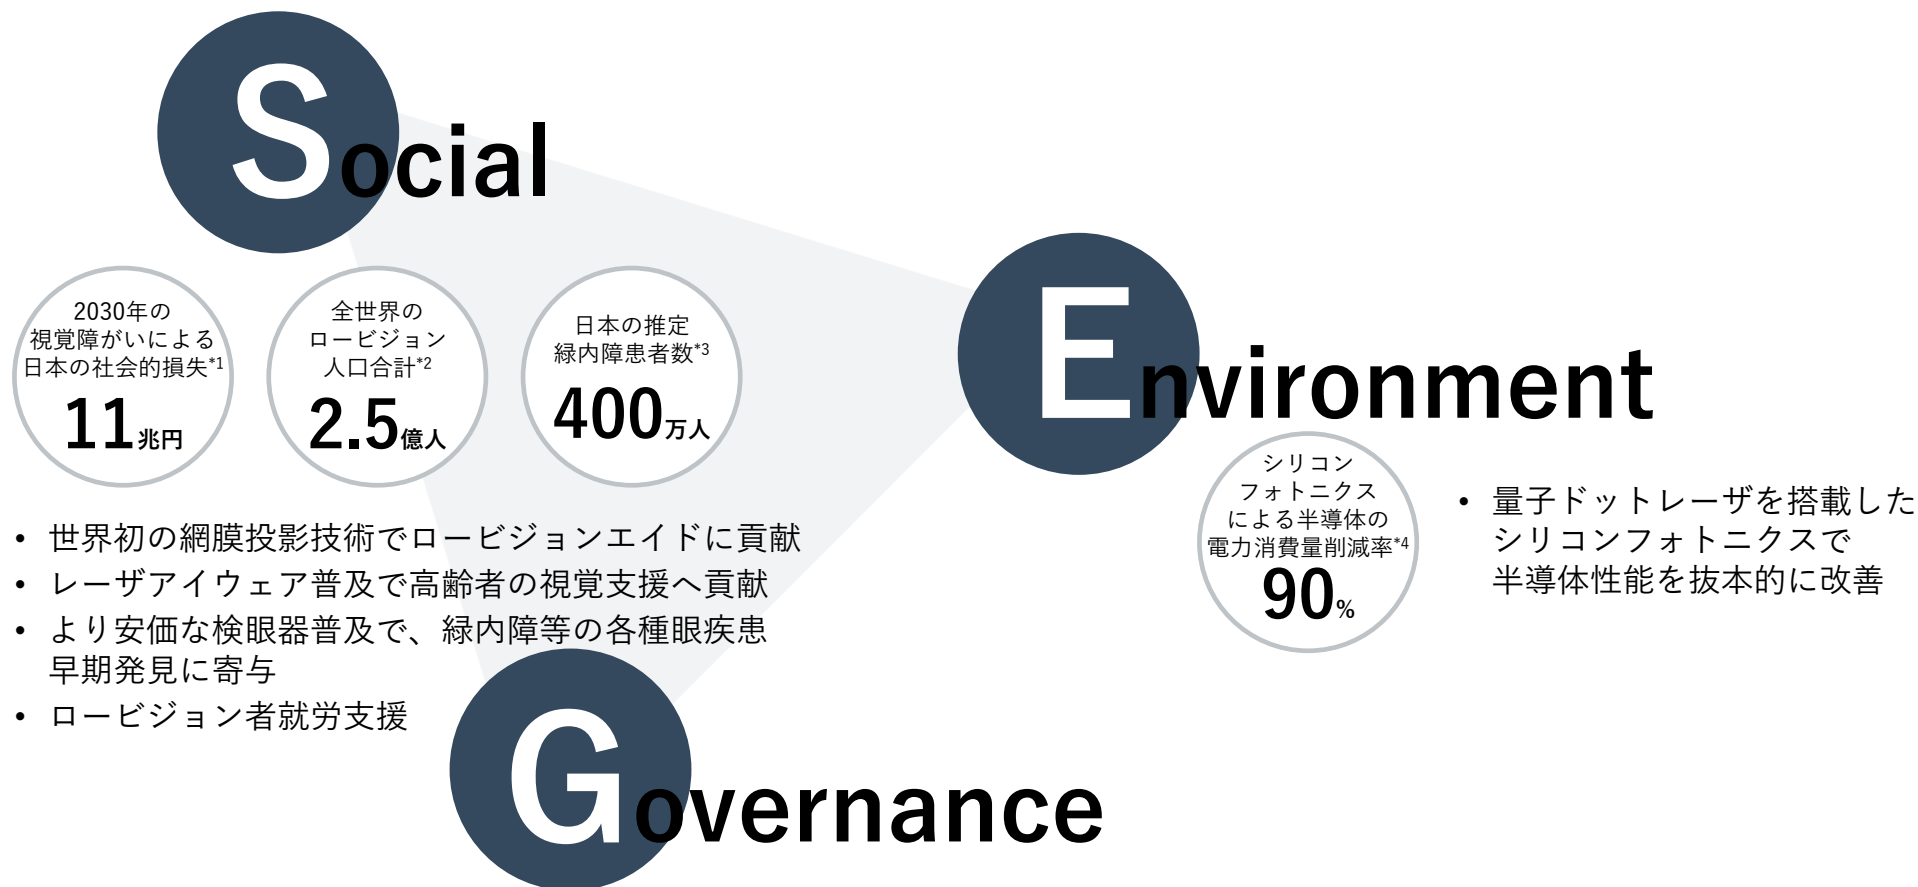 Social
2030年の
視覚障がいによる
日本の社会的損失*1
11兆円
全世界の
ロービジョン
人口合計*2
2.5億人
日本の推定
緑内障患者数*3
400万人
• 世界初の網膜投影技術でロービジョンエイドに貢献
• レーザアイウェア普及で高齢者の視覚支援へ貢献
• より安価な検眼器普及で、緑内障等の各種眼疾患
早期発見に寄与
• ロービジョン者就労支援
Environment
シリコン
フォトニクス
による半導体の
電力消費量削減率*4
90%
• 量子ドットレーザを搭載した
シリコンフォトニクスで
半導体性能を抜本的に改善
Governance